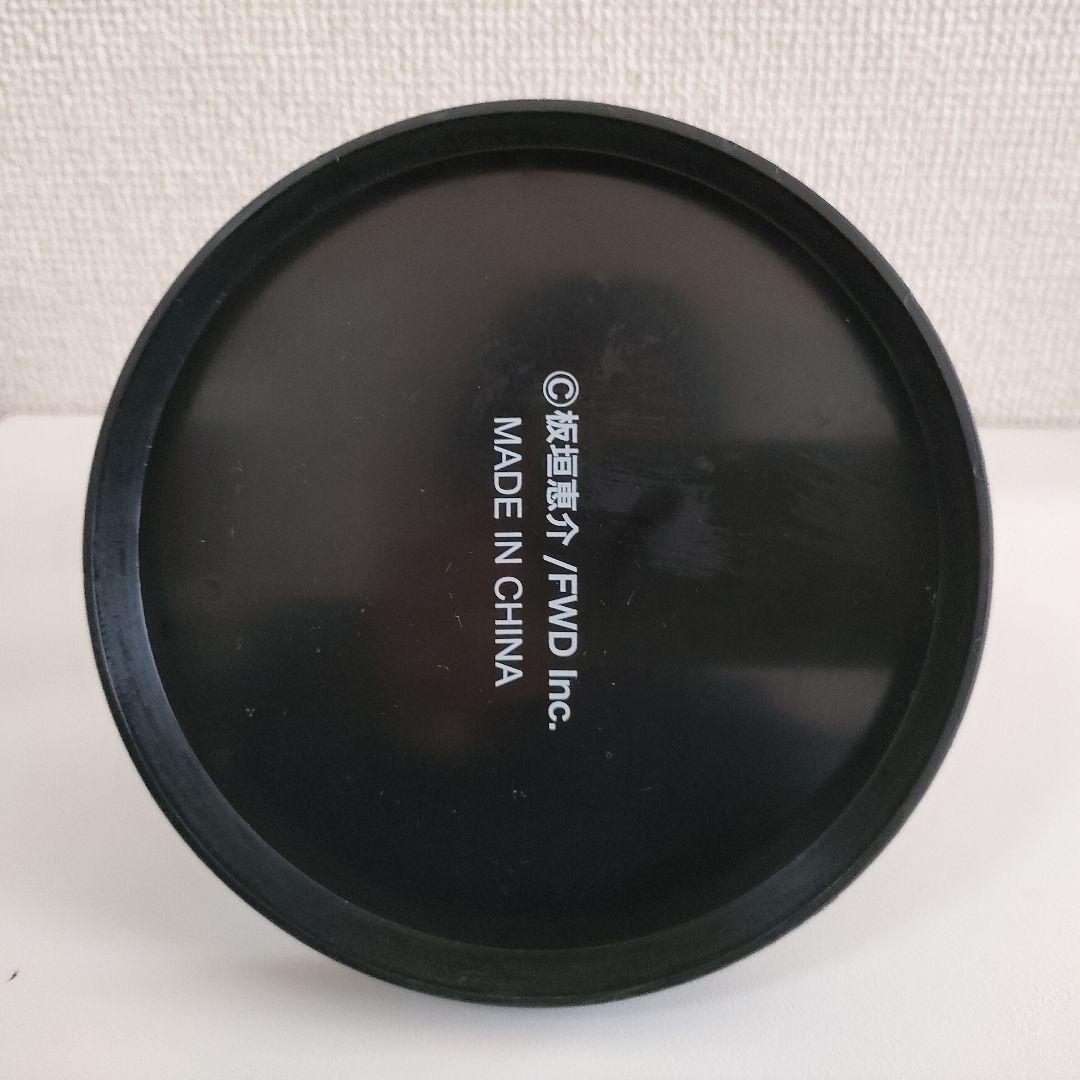 ©板垣恵介 /FWD Inc.
MADE IN CHINA